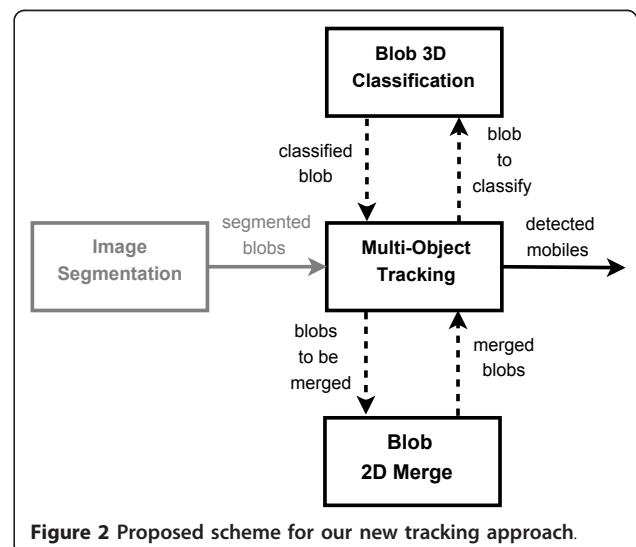 Blob 3D
Classification
classified
blob
blob
to
classify
Image
Segmentation
segmented
blobs
Multi-Object
Tracking
detected
mobiles
blobs
to be
merged
merged
blobs
Blob
2D Merge
Figure 2 Proposed scheme for our new tracking approach.